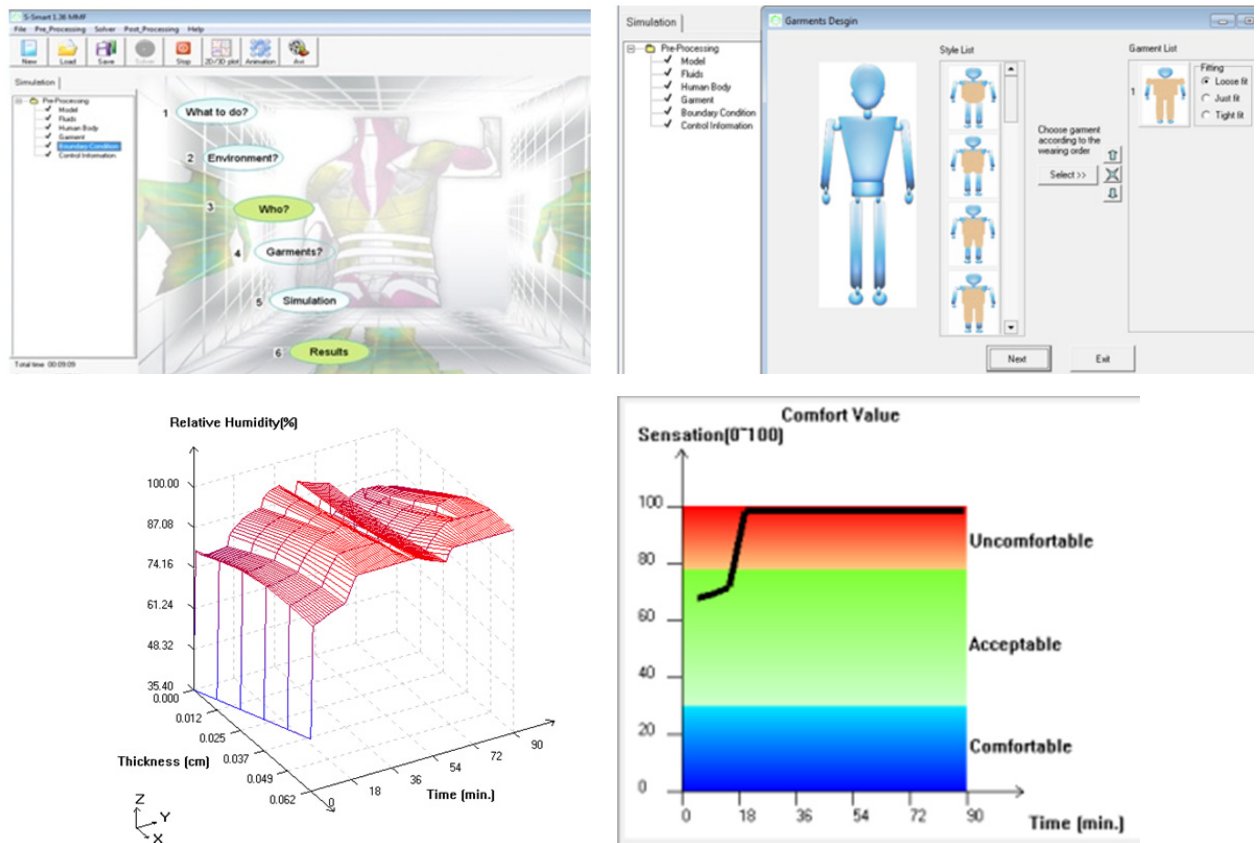 S-Smart 1.36 MMF
File Pre_Processing Solver Post_Processing Help
New Load Save Solver Stop 2D/3D plot Animation Avi
Simulation
Pre-Processing
Model
Fluids
Human Body
Garment
Boundary Condition
Control Information
1 What to do?
2 Environment?
3 Who?
4 Garments?
5 Simulation
6 Results
Total time 00:09:09
Simulation
Pre-Processing
Model
Fluids
Human Body
Garment
Boundary Condition
Control Information
Garments Desgin
Style List
Choose garment
according to the
wearing order
Select >>
Garment List
1
Fitting
Loose fit
Just fit
Tight fit
Next Exit
Relative Humidity(%)
100.00
87.08
74.16
61.24
48.32
35.40
0.000
0.012
0.025
0.037
0.049
0.062
Thickness (cm)
0 18 36 54 72 90
Time (min.)
Z
Y
X
Comfort Value
Sensation(0~100)
100
80
60
40
20
0
Uncomfortable
Acceptable
Comfortable
0 18 36 54 72 90
Time (min.)